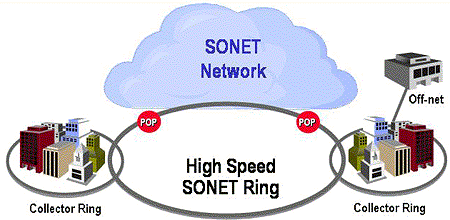 SONET
Network
POP
POP
Off-net
High Speed
SONET Ring
Collector Ring
Collector Ring